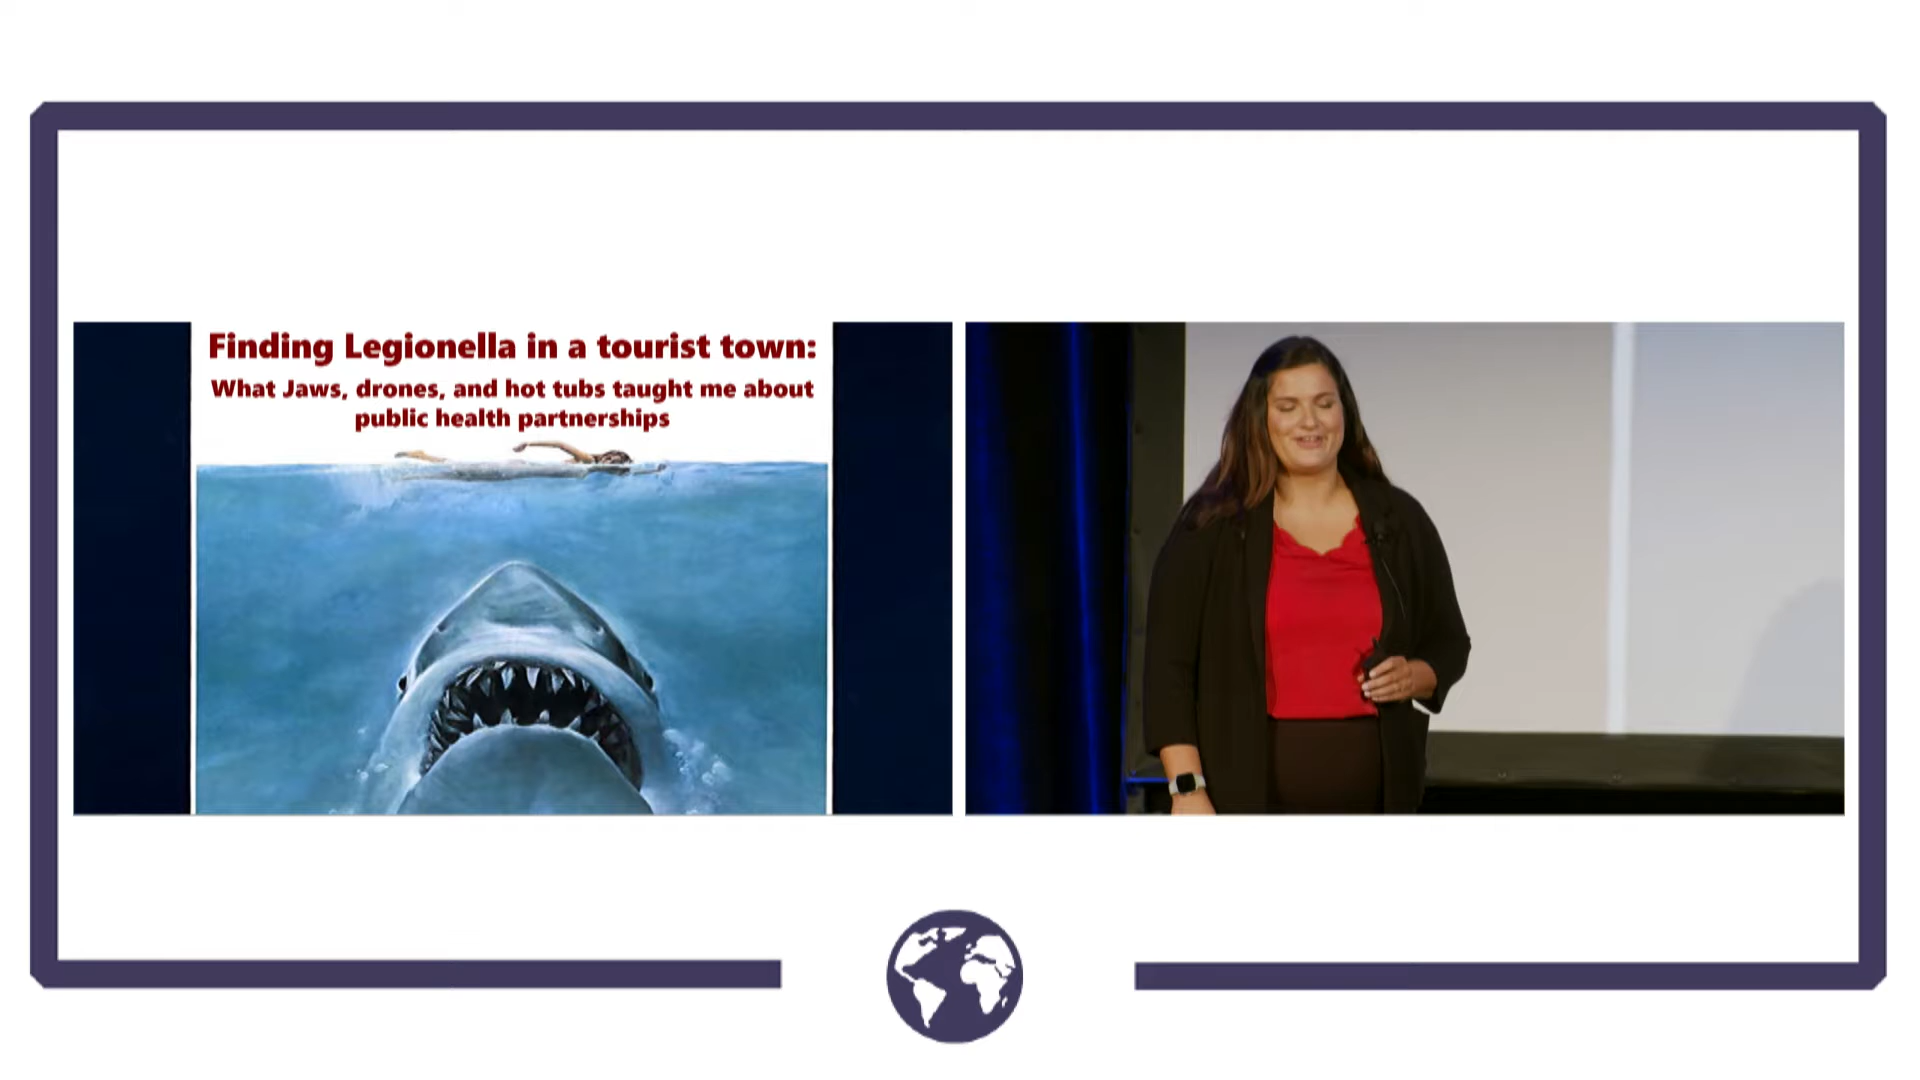 Finding Legionella in a tourist town:
What Jaws, drones, and hot tubs taught me about
public health partnerships